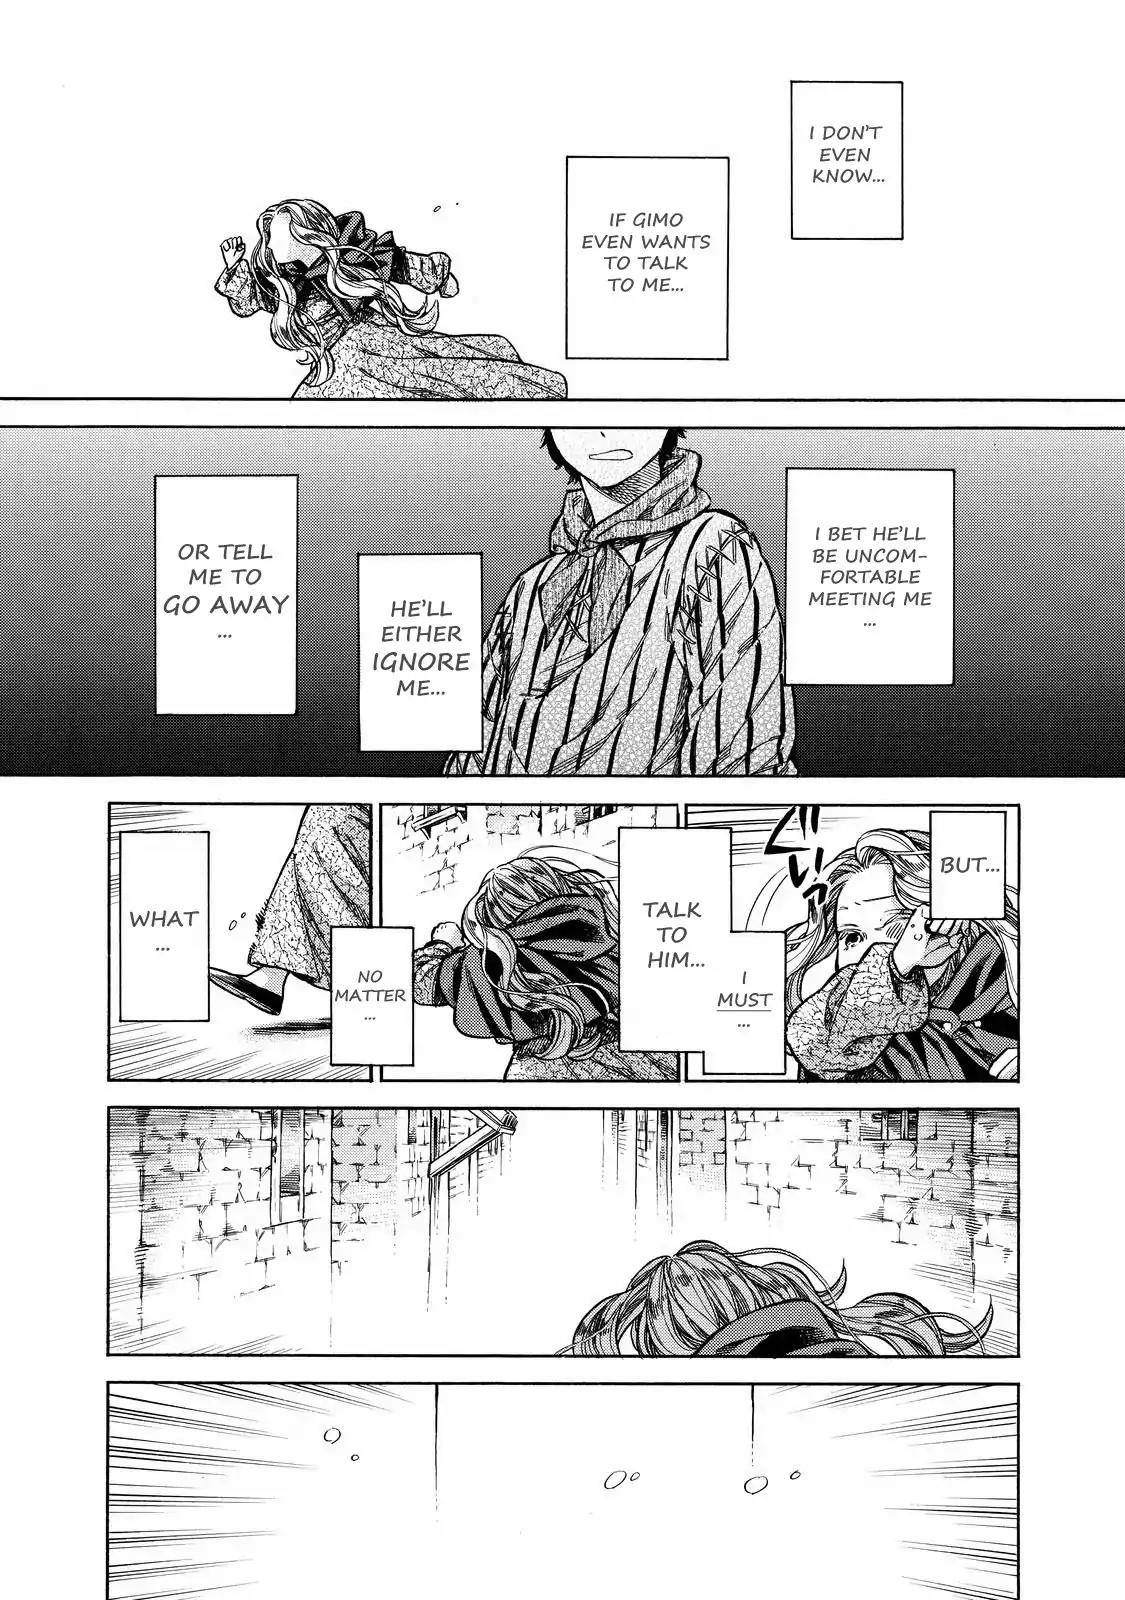 I DON'T
EVEN
KNOW...
IF GIMO
EVEN WANTS
TO TALK
TO ME...
I BET HE'LL
BE UNCOM-
FORTABLE
MEETING ME
...
HE'LL
EITHER
IGNORE
ME...
OR TELL
ME TO
GO AWAY
...
BUT...
I
MUST
...
TALK
TO
HIM...
NO
MATTER
...
WHAT
...